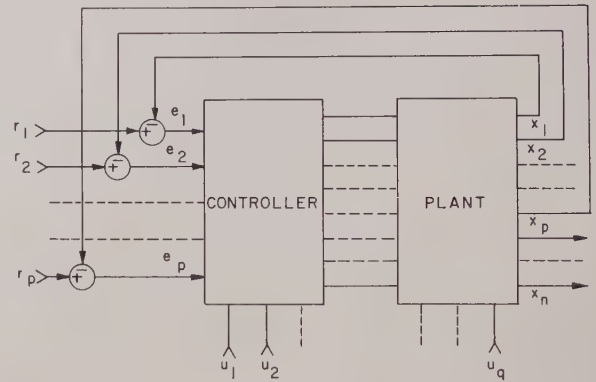 r1
e1
x1
r2
e2
x2
CONTROLLER
PLANT
xp
rp
ep
xn
u1
u2
uq